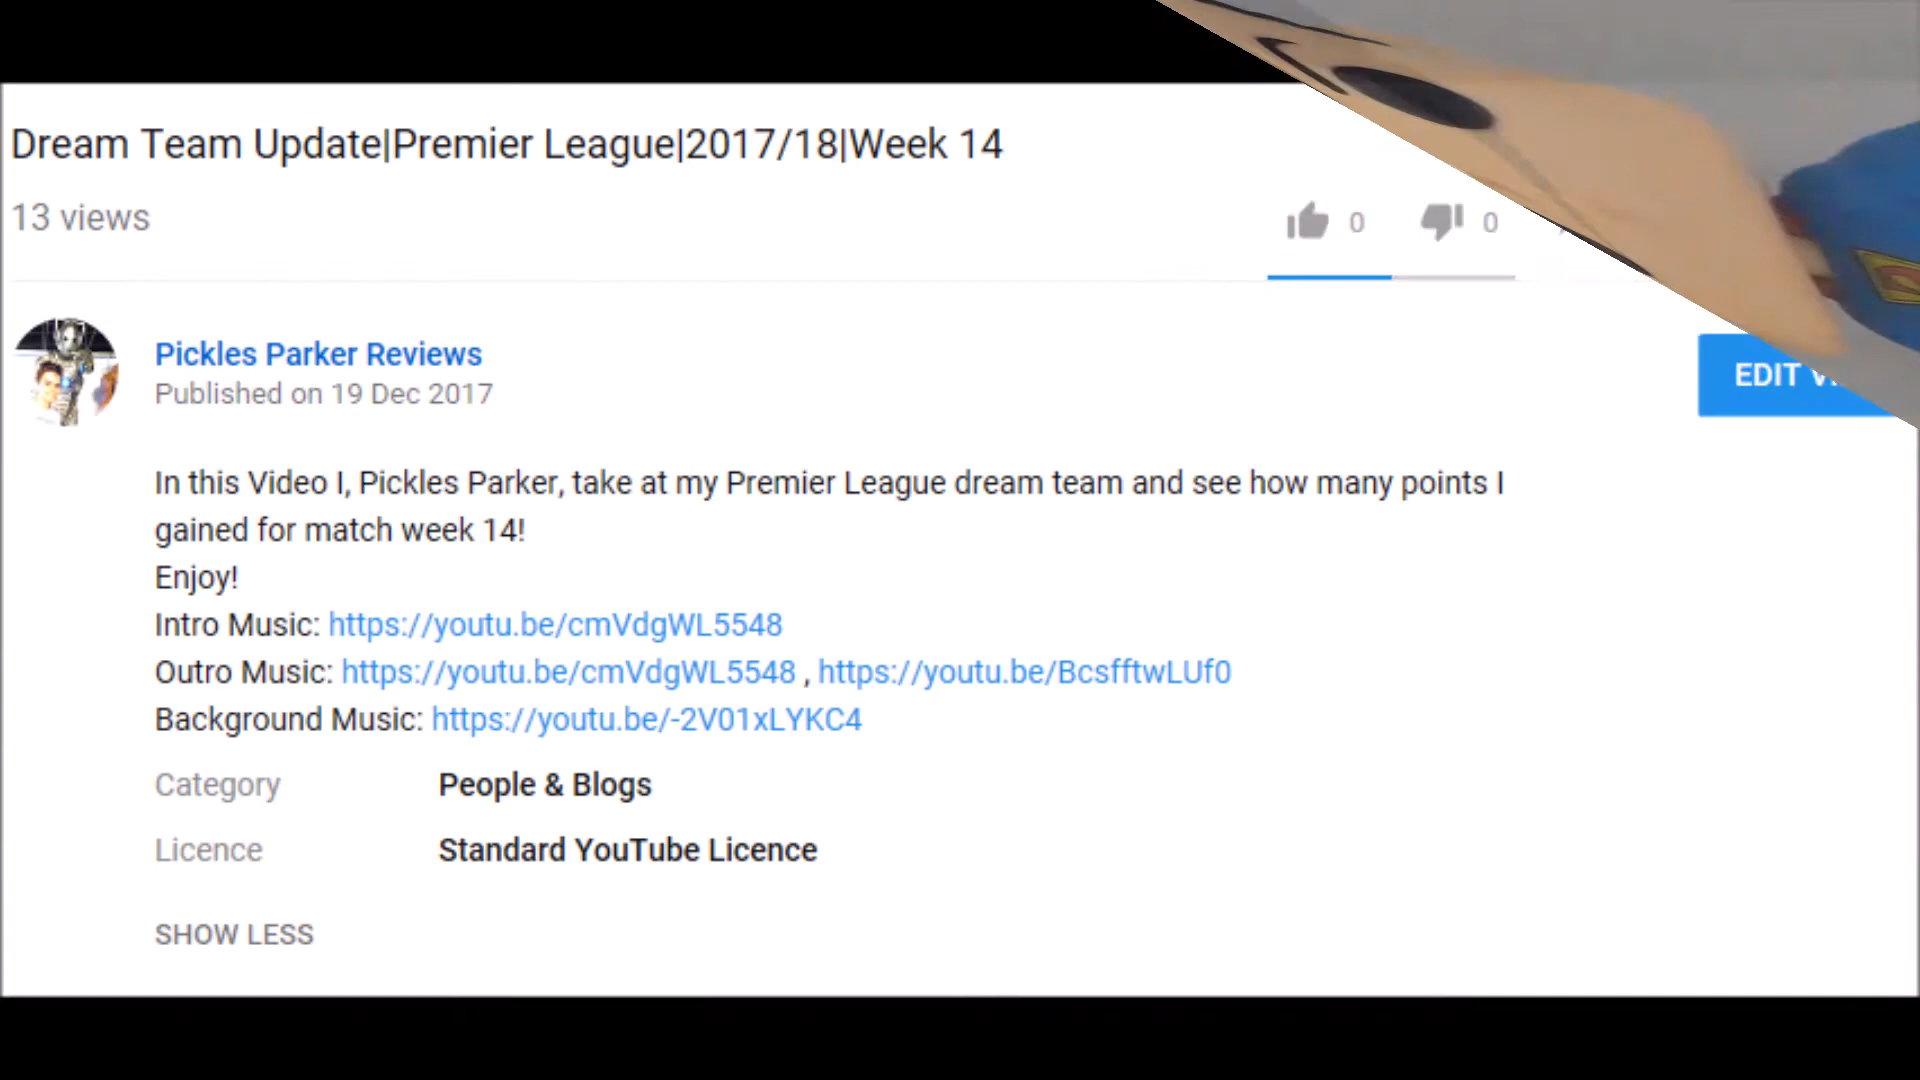 Dream Team Update|Premier League|2017/18|Week 14
13 views
0 0
Pickles Parker Reviews
Published on 19 Dec 2017
EDIT
In this Video I, Pickles Parker, take at my Premier League dream team and see how many points I
gained for match week 14!
Enjoy!
Intro Music: https://youtu.be/cmVdgWL5548
Outro Music: https://youtu.be/cmVdgWL5548 , https://youtu.be/BcsfftwLUf0
Background Music: https://youtu.be/-2V01xLYKC4
Category People & Blogs
Licence Standard YouTube Licence
SHOW LESS